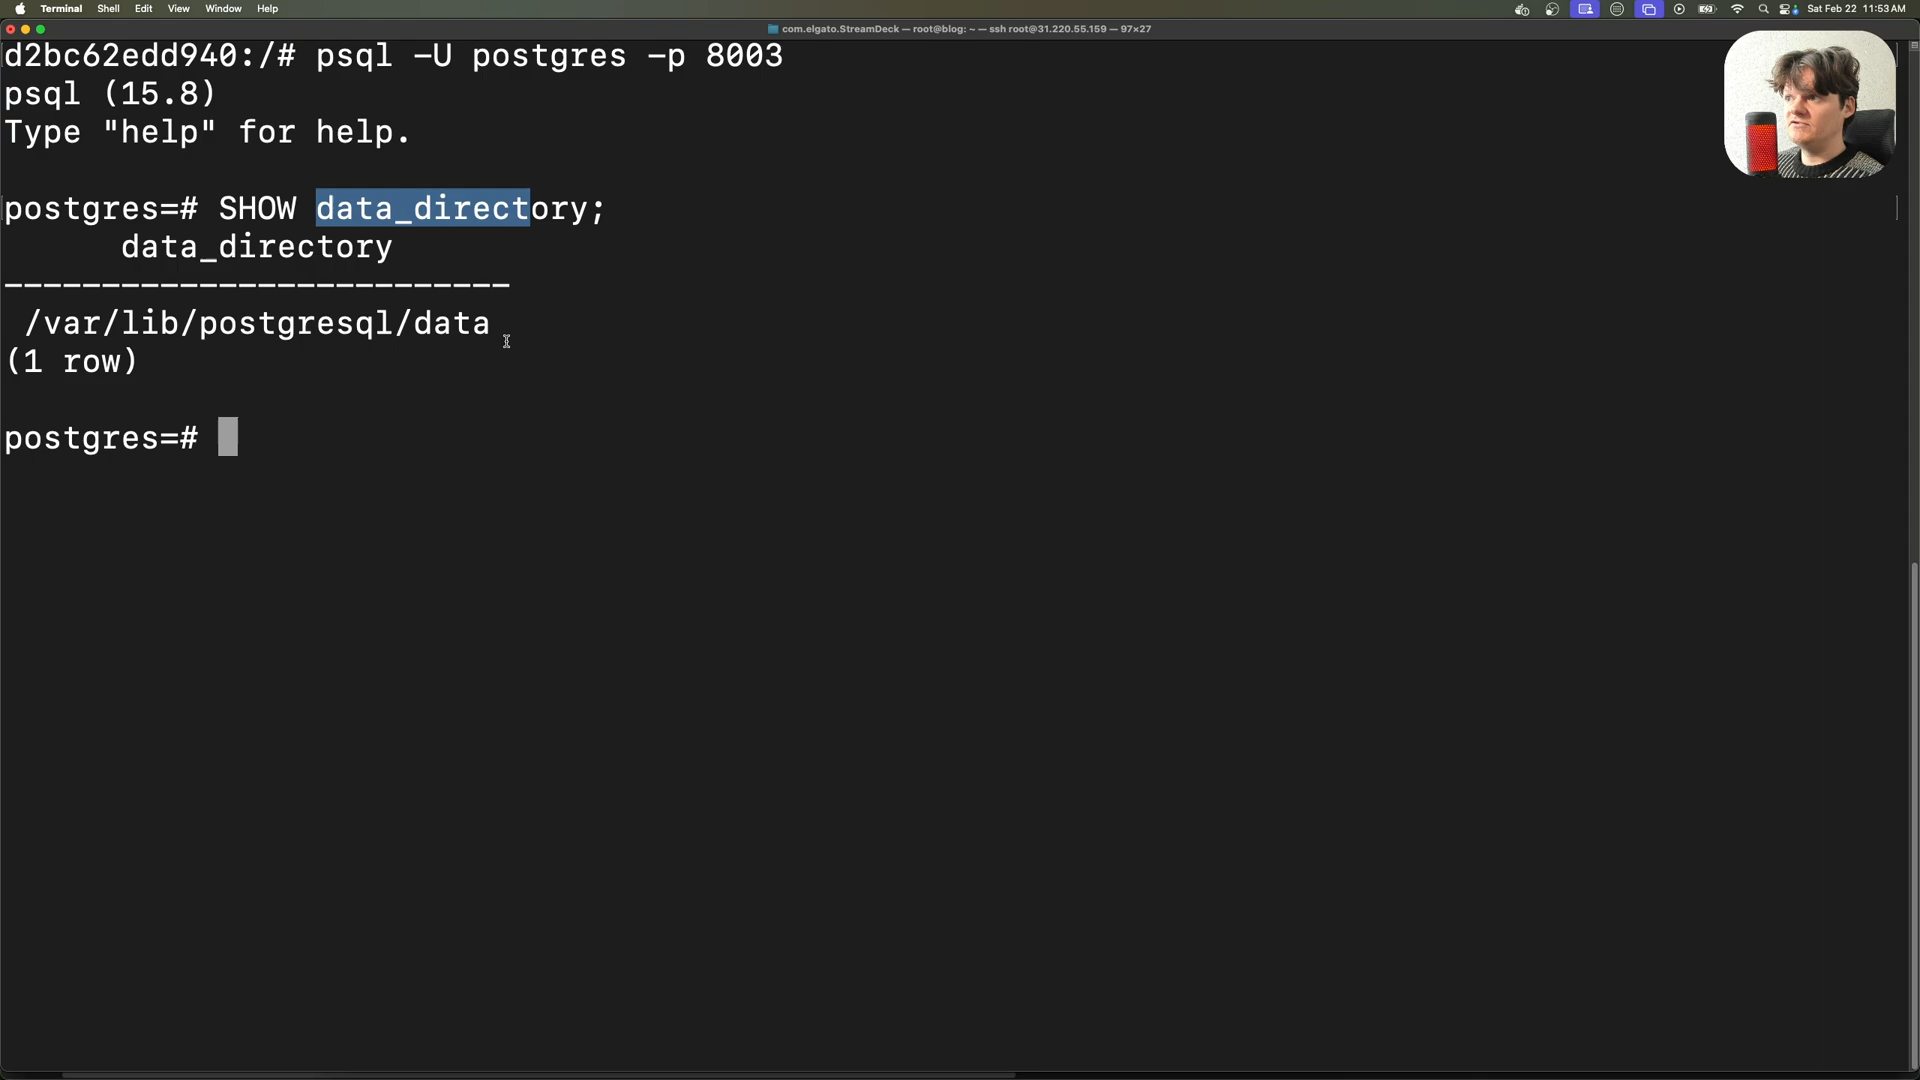 Terminal Shell Edit View Window Help Sat Feb 22 11:53 AM
com.elgato.StreamDeck — root@blog: ~ — ssh root@31.220.55.159 — 97×27
d2bc62edd940:/# psql -U postgres -p 8003
psql (15.8)
Type "help" for help.
postgres=# SHOW data_directory;
data_directory
--------------------------
/var/lib/postgresql/data
(1 row)
postgres=#